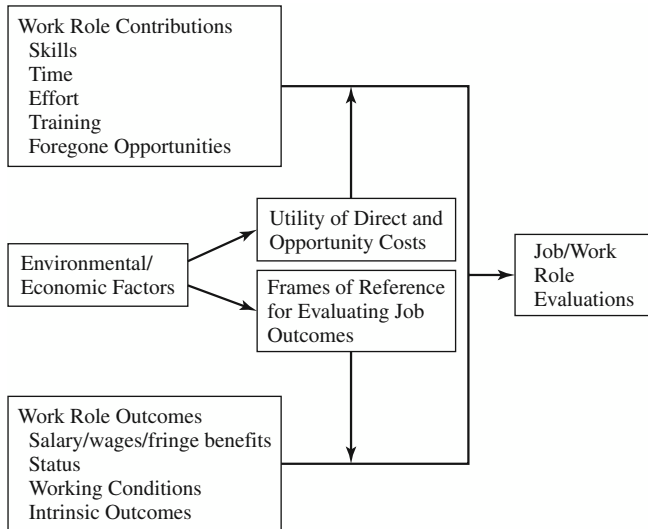 Work Role Contributions
Skills
Time
Effort
Training
Foregone Opportunities
Utility of Direct and
Opportunity Costs
Environmental/
Economic Factors
Frames of Reference
for Evaluating Job
Outcomes
Job/Work
Role
Evaluations
Work Role Outcomes
Salary/wages/fringe benefits
Status
Working Conditions
Intrinsic Outcomes